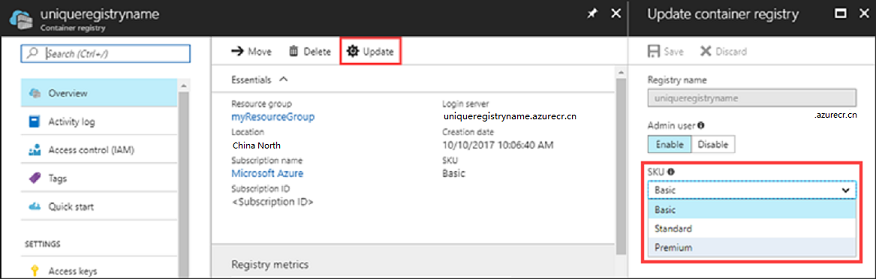 uniqueregistryname
Container registry
Search (Ctrl+/)
Overview
Activity log
Access control (IAM)
Tags
Quick start
SETTINGS
Access keys
Move
Delete
Update
Essentials
Resource group
myResourceGroup
Location
China North
Subscription name
Microsoft Azure
Subscription ID
<Subscription ID>
Login server
uniqueregistryname.azurecr.cn
Creation date
10/10/2017 10:06:40 AM
SKU
Basic
Registry metrics
Update container registry
Save
Discard
Registry name
uniqueregistryname
.azurecr.cn
Admin user
Enable
Disable
SKU
Basic
Basic
Standard
Premium